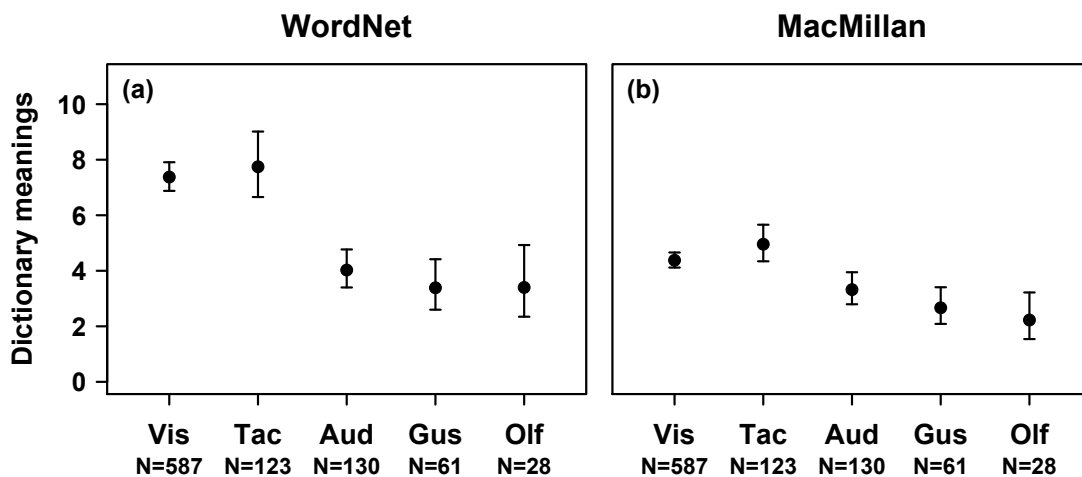 WordNet MacMillan
(a) (b)
Dictionary meanings
10
8
6
4
2
0
Vis Tac Aud Gus Olf Vis Tac Aud Gus Olf
N=587 N=123 N=130 N=61 N=28 N=587 N=123 N=130 N=61 N=28